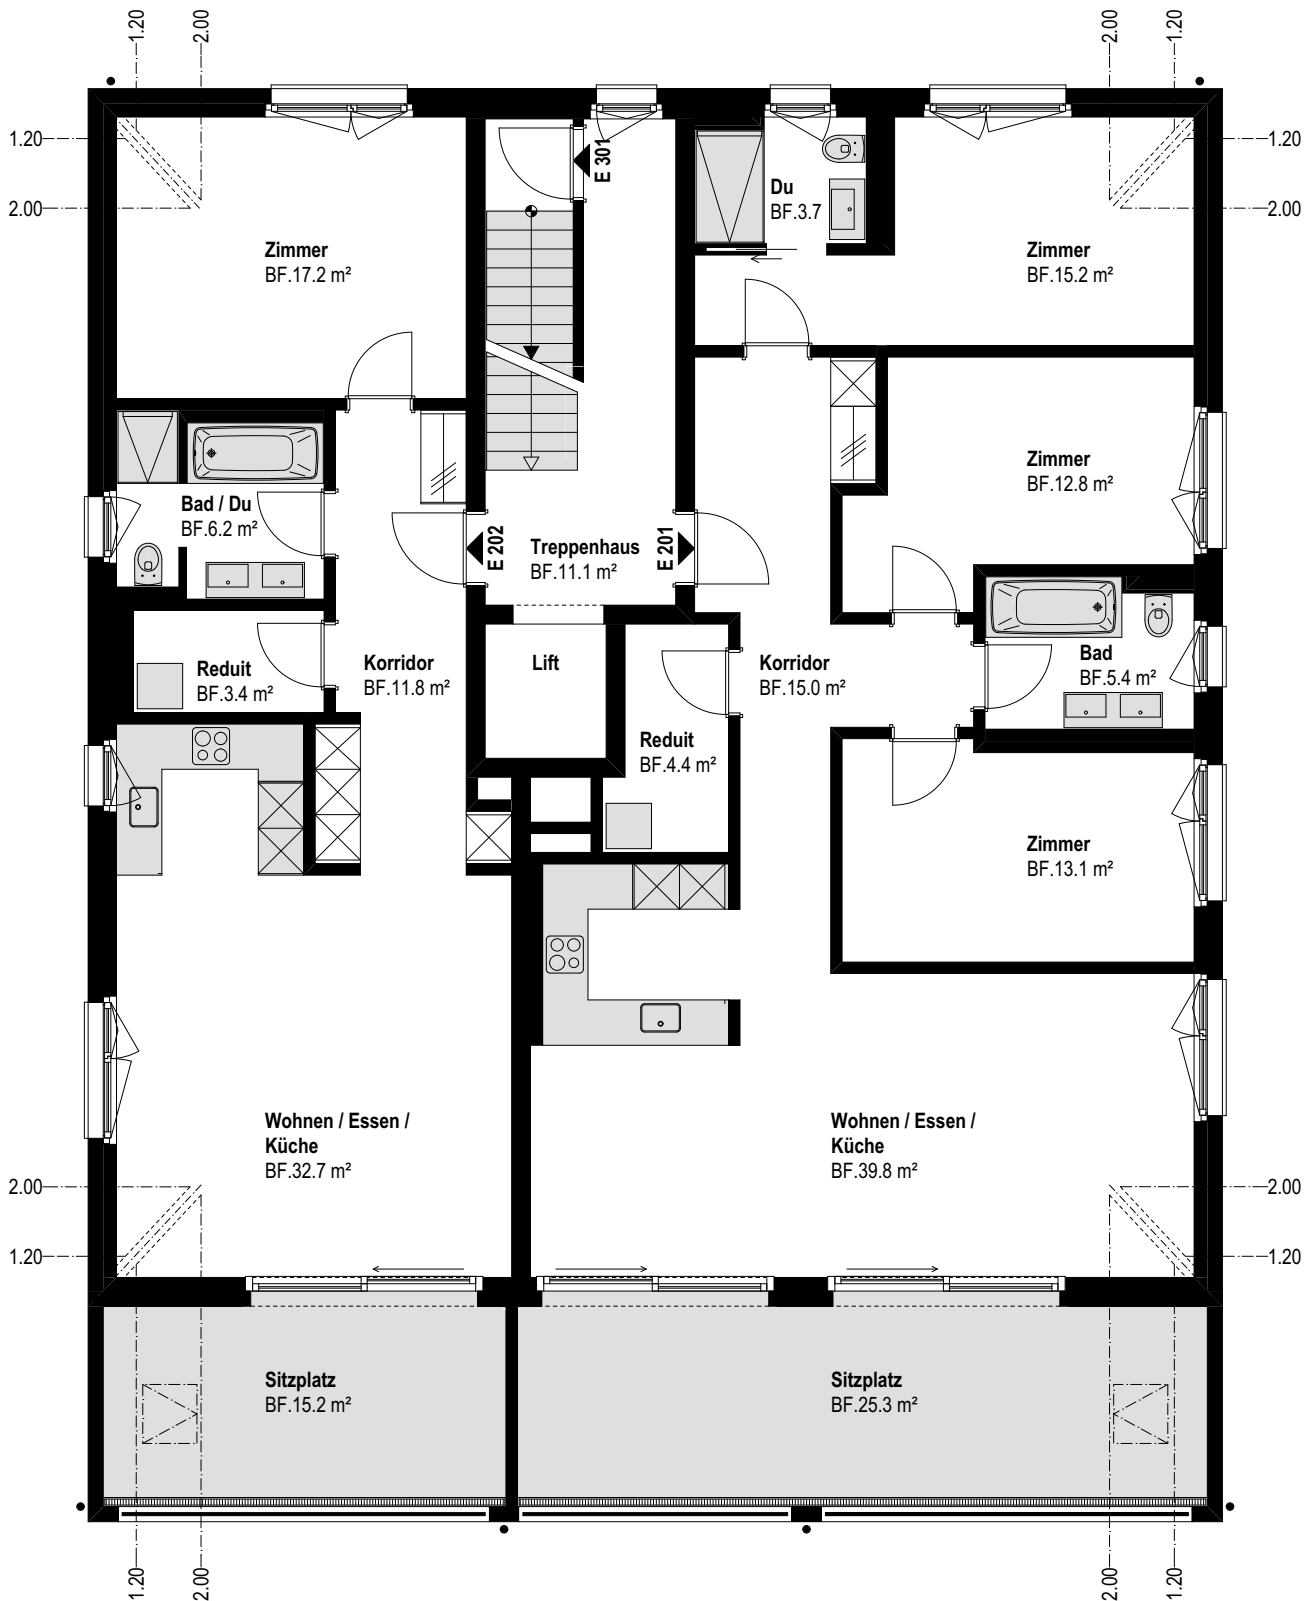 1.20
2.00
2.00
1.20
1.20
1.20
2.00
2.00
E 301
Du
BF.3.7
Zimmer
BF.17.2 m²
Zimmer
BF.15.2 m²
Zimmer
BF.12.8 m²
Bad / Du
BF.6.2 m²
E 202
Treppenhaus
BF.11.1 m²
E 201
Reduit
BF.3.4 m²
Korridor
BF.11.8 m²
Lift
Korridor
BF.15.0 m²
Bad
BF.5.4 m²
Reduit
BF.4.4 m²
Zimmer
BF.13.1 m²
Wohnen / Essen /
Küche
BF.32.7 m²
Wohnen / Essen /
Küche
BF.39.8 m²
2.00
2.00
1.20
1.20
Sitzplatz
BF.15.2 m²
Sitzplatz
BF.25.3 m²
1.20
2.00
2.00
1.20